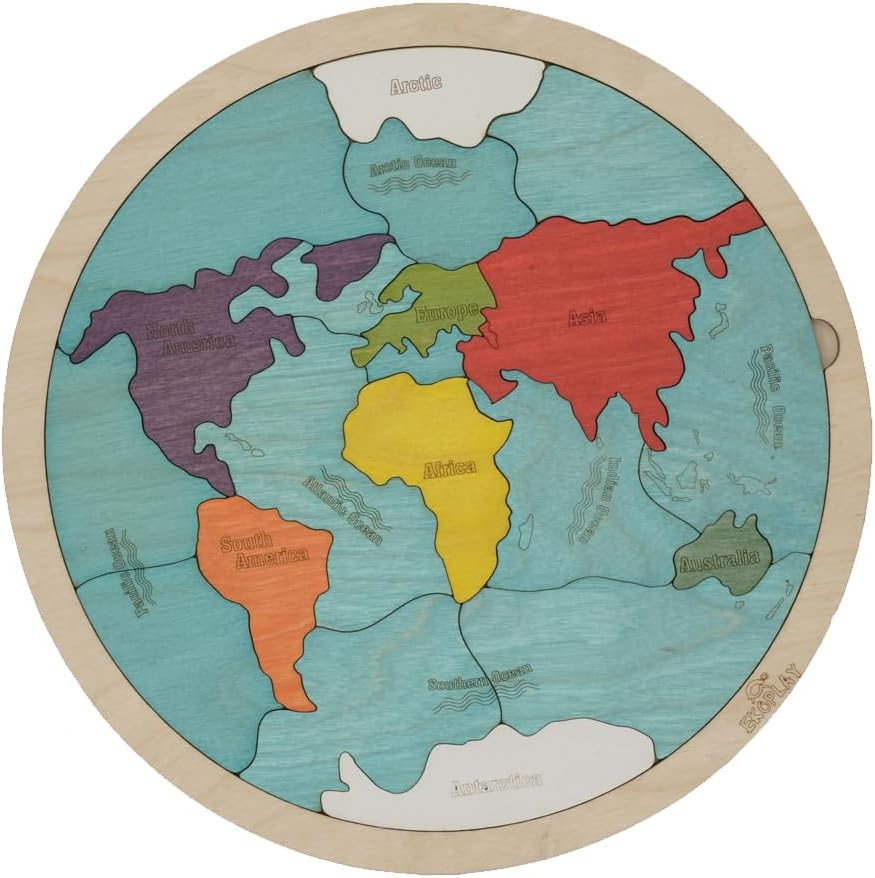 Arctic
Arctic Ocean
North
America
Europe
Asia
Pacific Ocean
Africa
Atlantic Ocean
Indian Ocean
South
America
Australia
Pacific Ocean
Southern Ocean
EKOPLAY
Antarctica